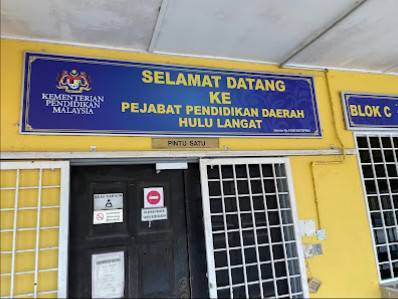 SELAMAT DATANG
KE
PEJABAT PENDIDIKAN DAERAH
HULU LANGAT
KEMENTERIAN
PENDIDIKAN
MALAYSIA
BLOK C
PINTU SATU